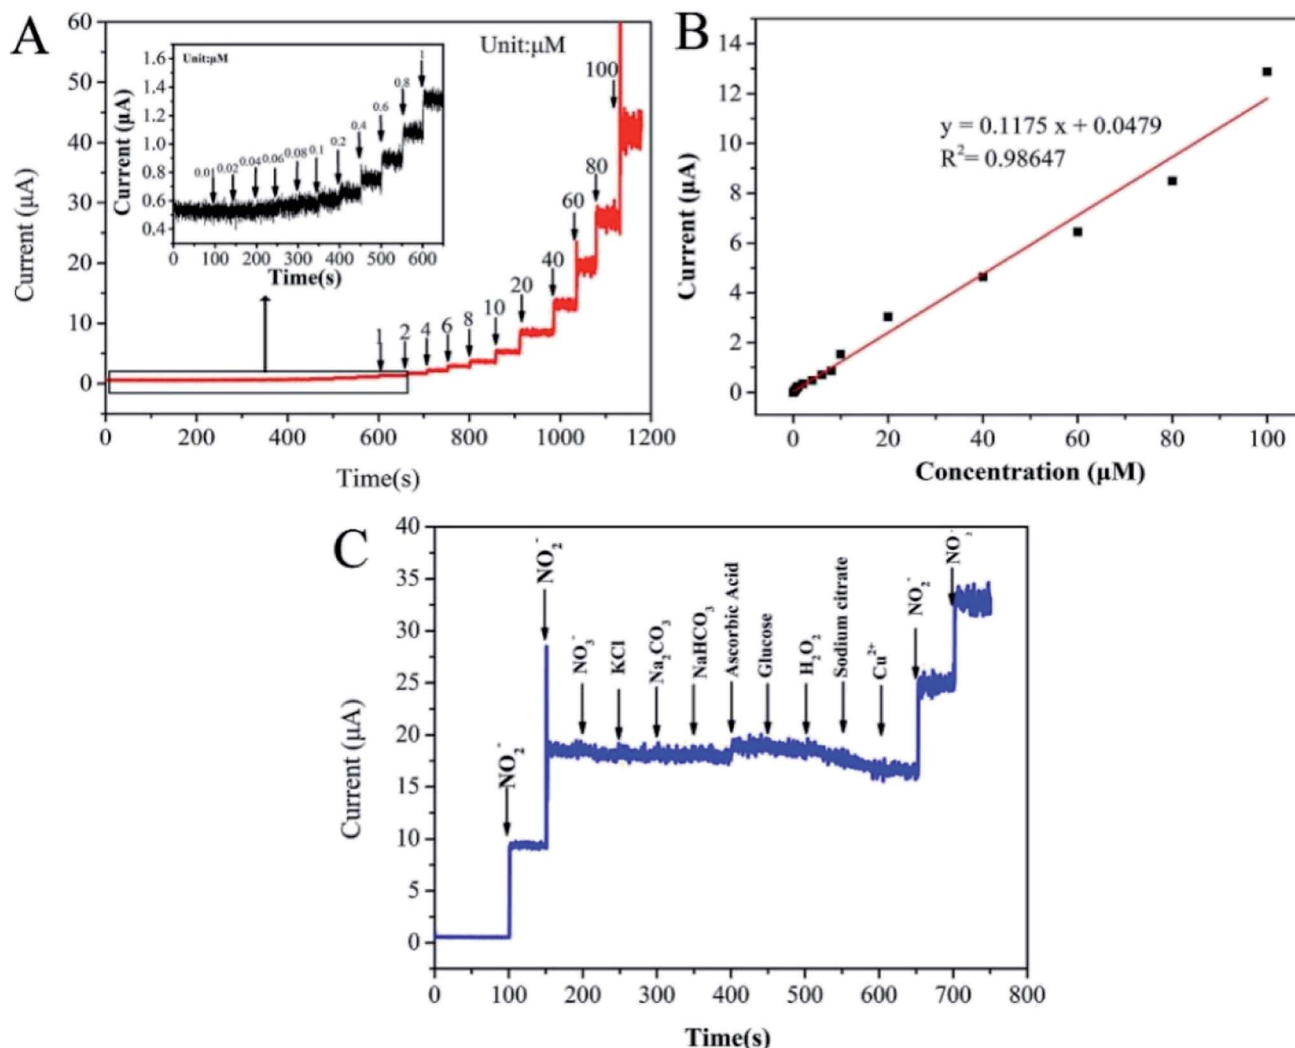 A
Unit:μM
60
50
40
30
20
10
0
Current (μA)
0 200 400 600 800 1000 1200
Time(s)
1 2 4 6 8 10 20 40 60 80 100
Unit:μM
1.6
1.4
1.2
1.0
0.8
0.6
0.4
Current (μA)
0.01 0.02 0.04 0.06 0.08 0.1 0.2 0.4 0.6 0.8 1
0 100 200 300 400 500 600
Time(s)
B
14
12
10
8
6
4
2
0
Current (μA)
y = 0.1175 x + 0.0479
R²= 0.98647
0 20 40 60 80 100
Concentration (μM)
C
40
35
30
25
20
15
10
5
0
Current (μA)
NO₂⁻
NO₂⁻
NO₃⁻
KCl
Na₂CO₃
NaHCO₃
Ascorbic Acid
Glucose
H₂O₂
Sodium citrate
Cu²⁺
NO₂⁻
NO₂⁻
0 100 200 300 400 500 600 700 800
Time(s)